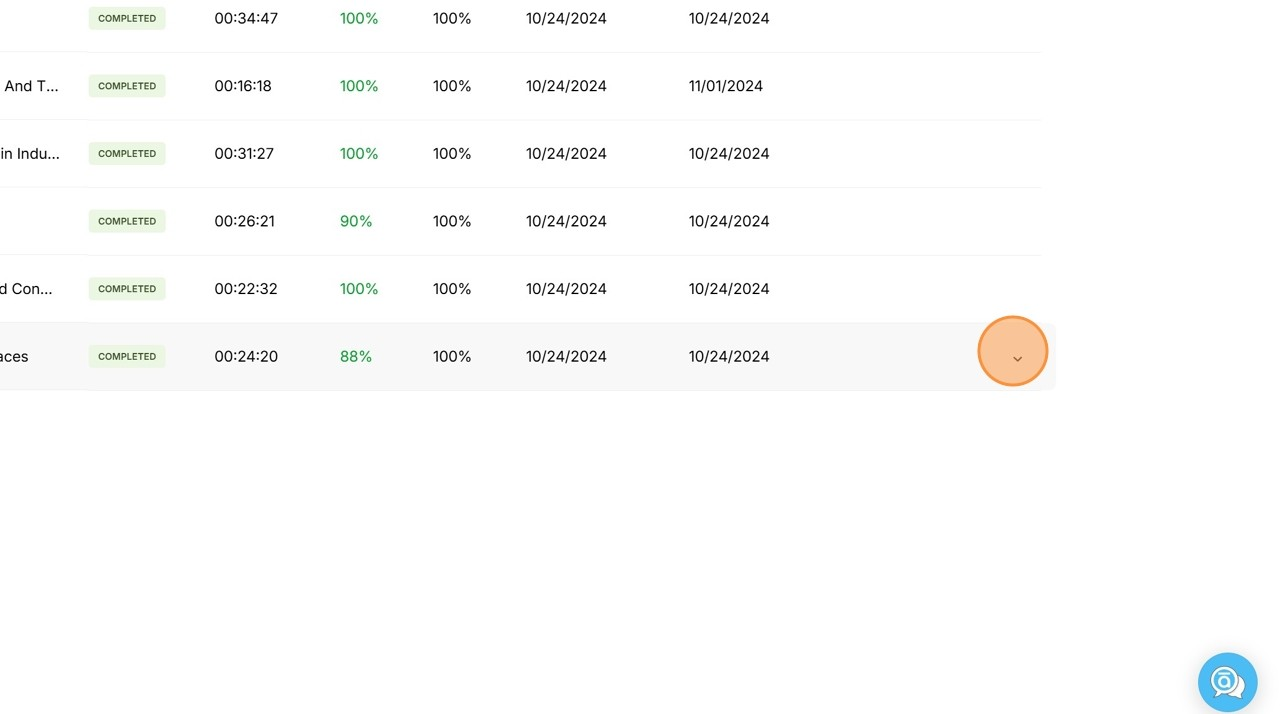 COMPLETED 00:34:47 100% 100% 10/24/2024 10/24/2024
And T... COMPLETED 00:16:18 100% 100% 10/24/2024 11/01/2024
in Indu... COMPLETED 00:31:27 100% 100% 10/24/2024 10/24/2024
COMPLETED 00:26:21 90% 100% 10/24/2024 10/24/2024
d Con... COMPLETED 00:22:32 100% 100% 10/24/2024 10/24/2024
aces COMPLETED 00:24:20 88% 100% 10/24/2024 10/24/2024
ā